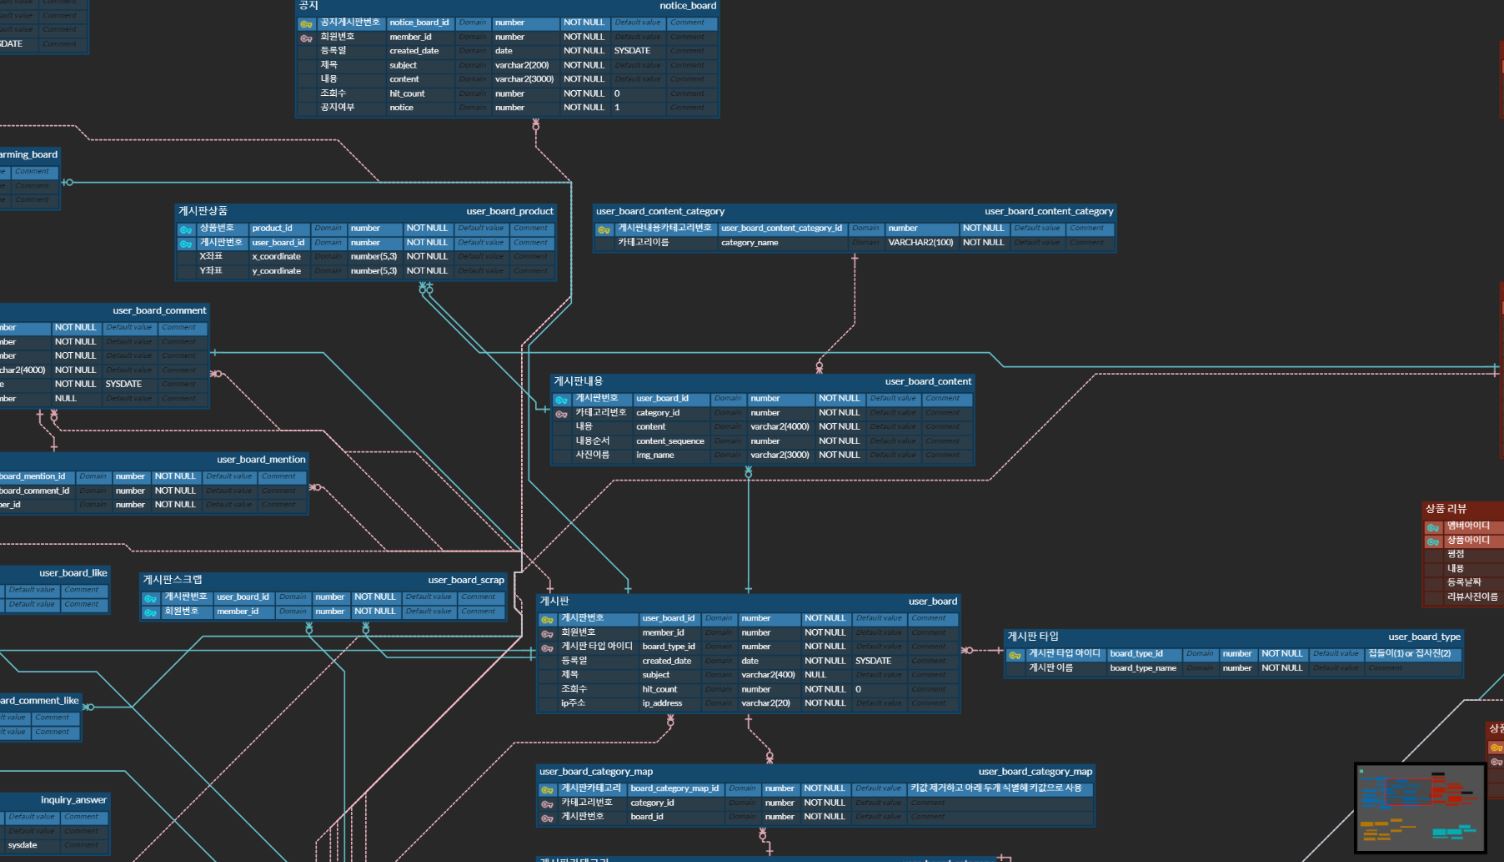 YSDATE
공지 notice_board
공지게시판번호 notice_board_id Domain number NOT NULL Default value Comment
회원번호 member_id Domain number NOT NULL Default value Comment
등록열 created_date Domain date NOT NULL SYSDATE Comment
제목 subject Domain varchar2(200) NOT NULL Default value Comment
내용 content Domain varchar2(3000) NOT NULL Default value Comment
조회수 hit_count Domain number NOT NULL 0 Comment
공지여부 notice Domain number NOT NULL 1 Comment
arming_board
Comment
Comment
Comment
게시판상품 user_board_product
상품번호 product_id Domain number NOT NULL Default value Comment
게시판번호 user_board_id Domain number NOT NULL Default value Comment
X좌표 x_coordinate Domain number(5,3) NOT NULL Default value Comment
Y좌표 y_coordinate Domain number(5,3) NOT NULL Default value Comment
user_board_content_category user_board_content_category
게시판내용카테고리번호 user_board_content_category_id Domain number NOT NULL Default value Comment
카테고리이름 category_name Domain VARCHAR2(100) NOT NULL Default value Comment
user_board_comment
mber NOT NULL Default value Comment
mber NOT NULL Default value Comment
mber NOT NULL Default value Comment
char2(4000) NOT NULL Default value Comment
e NOT NULL SYSDATE Comment
mber NULL Default value Comment
게시판내용 user_board_content
게시판번호 user_board_id Domain number NOT NULL Default value Comment
카테고리번호 category_id Domain number NOT NULL Default value Comment
내용 content Domain varchar2(4000) NOT NULL Default value Comment
내용순서 content_sequence Domain number NOT NULL Default value Comment
사진이름 img_name Domain varchar2(3000) NOT NULL Default value Comment
user_board_mention
board_mention_id Domain number NOT NULL Default value Comment
board_comment_id Domain number NOT NULL Default value Comment
ber_id Domain number NOT NULL Default value Comment
상품 리뷰
멤버아이디
상품아이디
평점
내용
등록날짜
리뷰사진이름
user_board_like
Default value Comment
Default value Comment
게시판스크랩 user_board_scrap
게시판번호 user_board_id Domain number NOT NULL Default value Comment
회원번호 member_id Domain number NOT NULL Default value Comment
게시판 user_board
게시판번호 user_board_id Domain number NOT NULL Default value Comment
회원번호 member_id Domain number NOT NULL Default value Comment
게시판 타입 아이디 board_type_id Domain number NOT NULL Default value Comment
등록열 created_date Domain date NOT NULL SYSDATE Comment
제목 subject Domain varchar2(400) NULL Default value Comment
조회수 hit_count Domain number NOT NULL 0 Comment
ip주소 ip_address Domain varchar2(20) NOT NULL Default value Comment
게시판 타입 user_board_type
게시판 타입 아이디 board_type_id Domain number NOT NULL Default value 집들이(1) or 집사진(2)
게시판 이름 board_type_name Domain number NOT NULL Default value Comment
ard_comment_like
Comment
Comment
user_board_category_map user_board_category_map
게시판카테고리 board_category_map_id Domain number NOT NULL Default value 키값 제거하고 아래 두개 식별해 키값으로 사용
카테고리번호 category_id Domain number NOT NULL Default value Comment
게시판번호 board_id Domain number NOT NULL Default value Comment
inquiry_answer
Default value Comment
Default value Comment
sysdate Comment